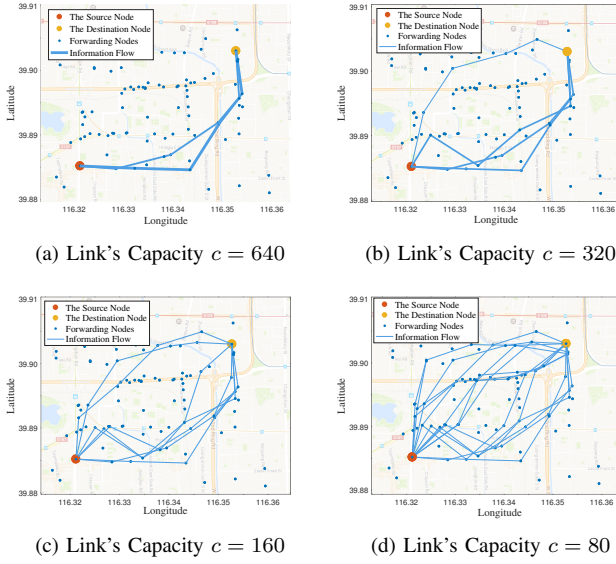 The Source Node
The Destination Node
Forwarding Nodes
Information Flow
39.91
39.90
39.89
39.88
Latitude
116.32
116.33
116.34
116.35
116.36
Longitude
(a) Link's Capacity c = 640
The Source Node
The Destination Node
Forwarding Nodes
Information Flow
39.91
39.90
39.89
39.88
Latitude
116.32
116.33
116.34
116.35
116.36
Longitude
(b) Link's Capacity c = 320
The Source Node
The Destination Node
Forwarding Nodes
Information Flow
39.91
39.90
39.89
39.88
Latitude
116.32
116.33
116.34
116.35
116.36
Longitude
(c) Link's Capacity c = 160
The Source Node
The Destination Node
Forwarding Nodes
Information Flow
39.91
39.90
39.89
39.88
Latitude
116.32
116.33
116.34
116.35
116.36
Longitude
(d) Link's Capacity c = 80